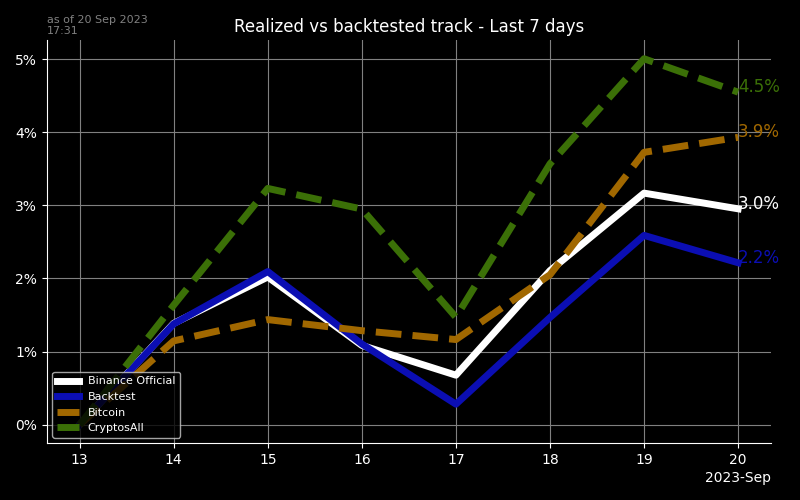 as of 20 Sep 2023
17:31
Realized vs backtested track - Last 7 days
5%
4%
3%
2%
1%
0%
4.5%
3.9%
3.0%
2.2%
Binance Official
Backtest
Bitcoin
CryptosAll
13 14 15 16 17 18 19 20
2023-Sep